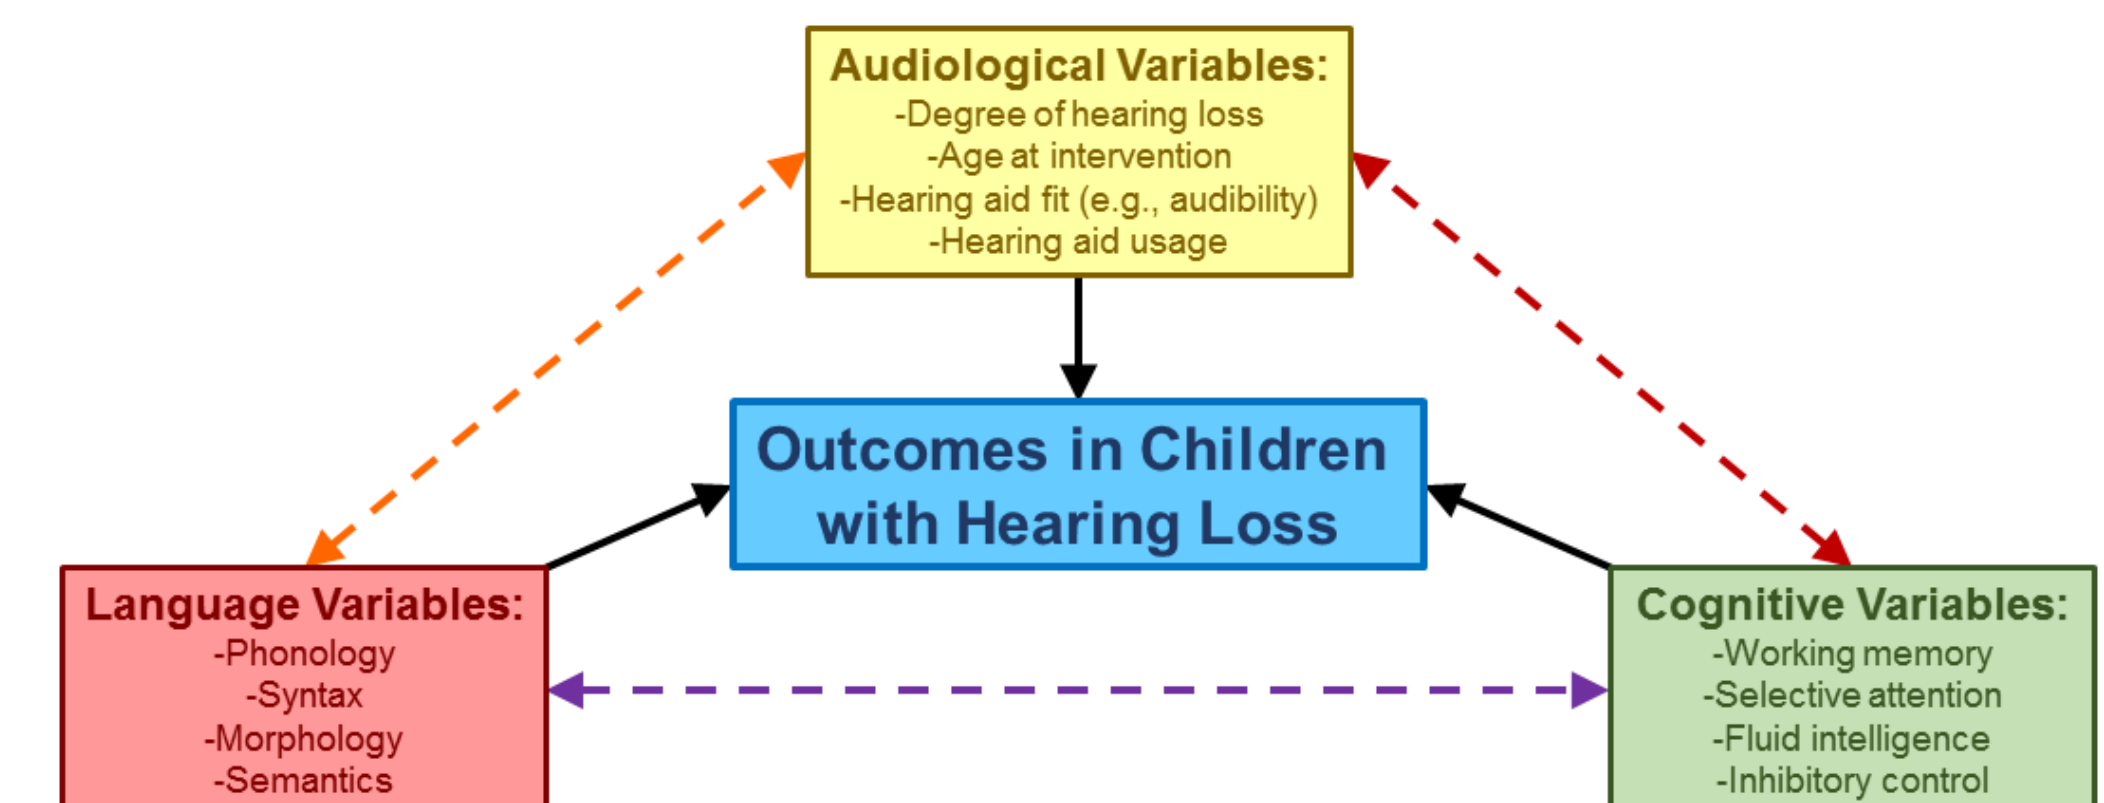 Audiological Variables:
-Degree of hearing loss
-Age at intervention
-Hearing aid fit (e.g., audibility)
-Hearing aid usage
Outcomes in Children
with Hearing Loss
Language Variables:
-Phonology
-Syntax
-Morphology
-Semantics
Cognitive Variables:
-Working memory
-Selective attention
-Fluid intelligence
-Inhibitory control